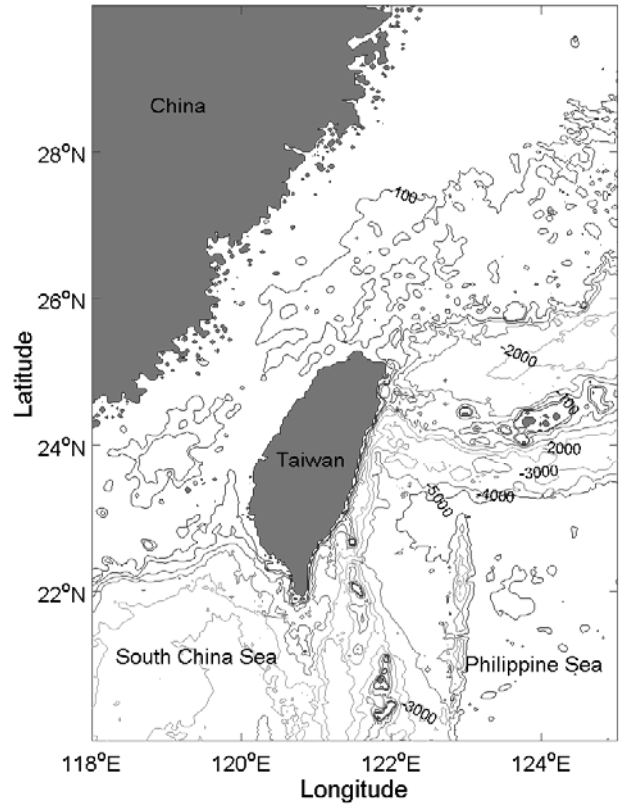 China
28°N
-100
26°N
Latitude
-2000
-100
24°N
Taiwan
-2000
-3000
-5000
-4000
22°N
South China Sea
Philippine Sea
-3000
118°E
120°E
122°E
124°E
Longitude